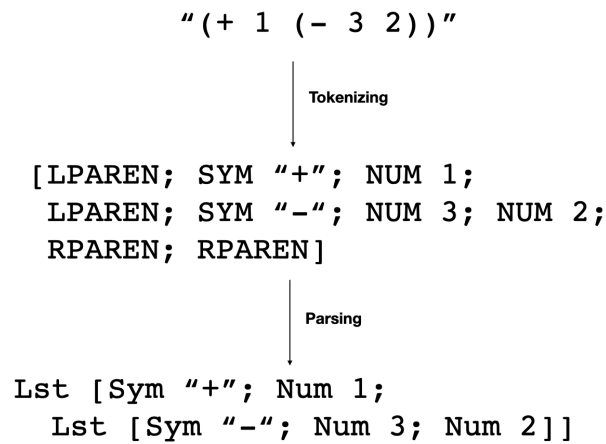 “(+ 1 (- 3 2))”
Tokenizing
[LPAREN; SYM “+”; NUM 1;
LPAREN; SYM “-“; NUM 3; NUM 2;
RPAREN; RPAREN]
Parsing
Lst [Sym “+”; Num 1;
Lst [Sym “-“; Num 3; Num 2]]